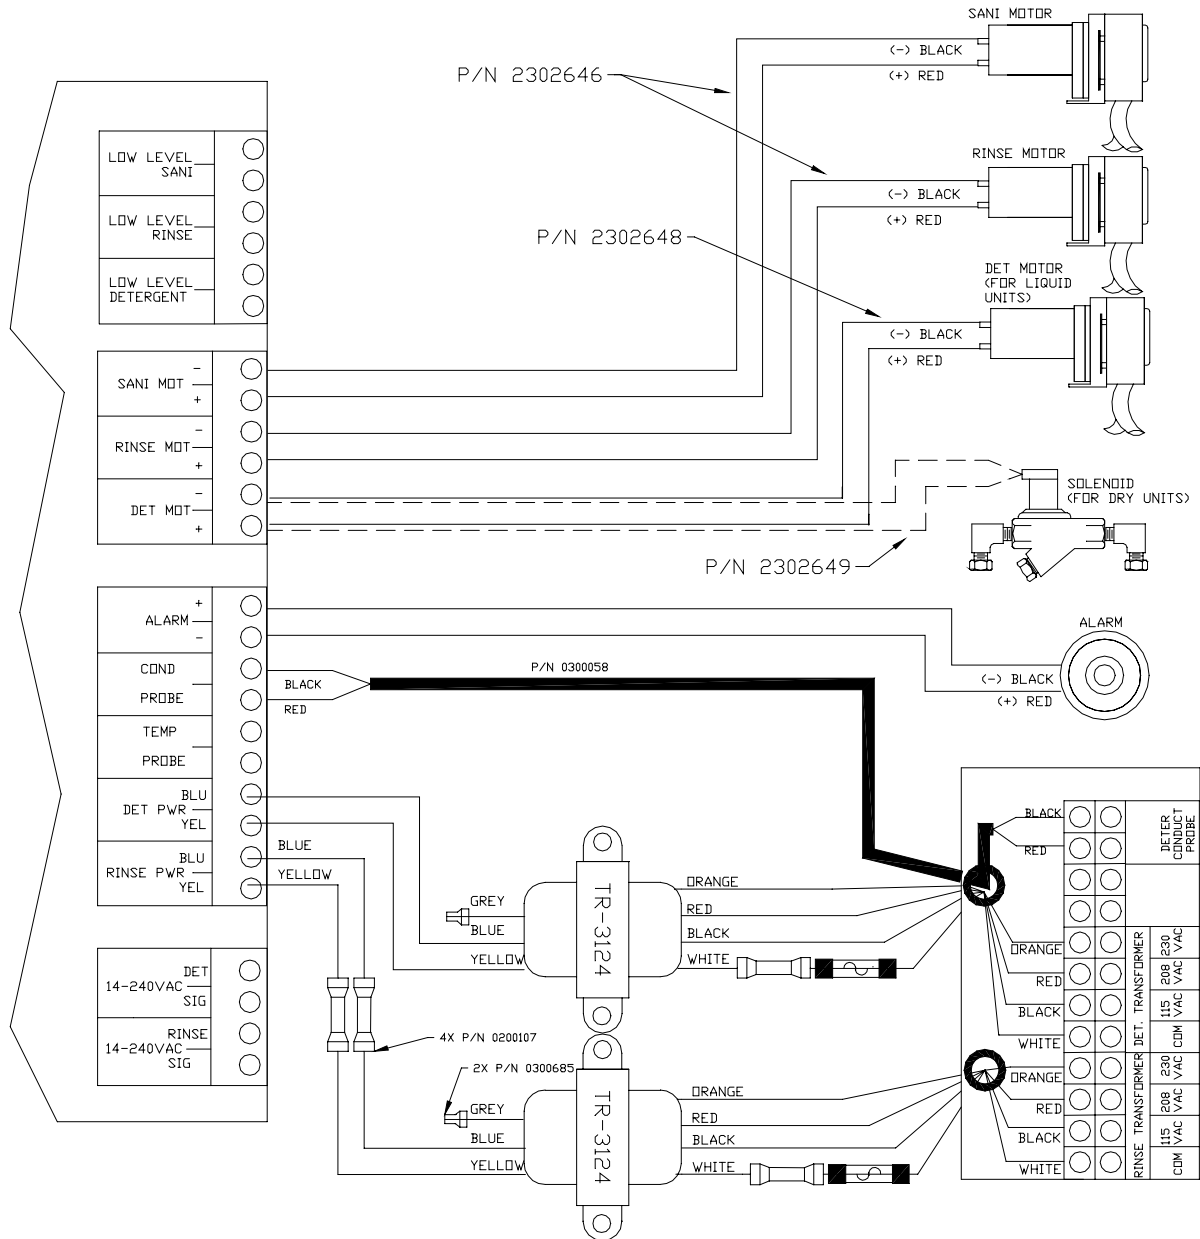 SANI MOTOR
(-) BLACK
(+) RED
P/N 2302646
LOW LEVEL
SANI
LOW LEVEL
RINSE
LOW LEVEL
DETERGENT
RINSE MOTOR
(-) BLACK
(+) RED
P/N 2302648
DET MOTOR
(FOR LIQUID
UNITS)
(-) BLACK
(+) RED
-
SANI MOT
+
-
RINSE MOT
+
-
DET MOT
+
SOLENOID
(FOR DRY UNITS)
P/N 2302649
+
ALARM
-
COND
PROBE
TEMP
PROBE
BLU
DET PWR
YEL
BLU
RINSE PWR
YEL
BLACK
RED
P/N 0300058
ALARM
(-) BLACK
(+) RED
BLUE
YELLOW
GREY
BLUE
YELLOW
TR-3124
ORANGE
RED
BLACK
WHITE
DET
14-240VAC
SIG
RINSE
14-240VAC
SIG
4X P/N 0200107
2X P/N 0300685
GREY
BLUE
YELLOW
TR-3124
ORANGE
RED
BLACK
WHITE
BLACK
RED
ORANGE
RED
BLACK
WHITE
ORANGE
RED
BLACK
WHITE
DETER
CONDUCT
PROBE
DET. TRANSFORMER
230 VAC
208 VAC
115 VAC
COM
RINSE TRANSFORMER
230 VAC
208 VAC
115 VAC
COM